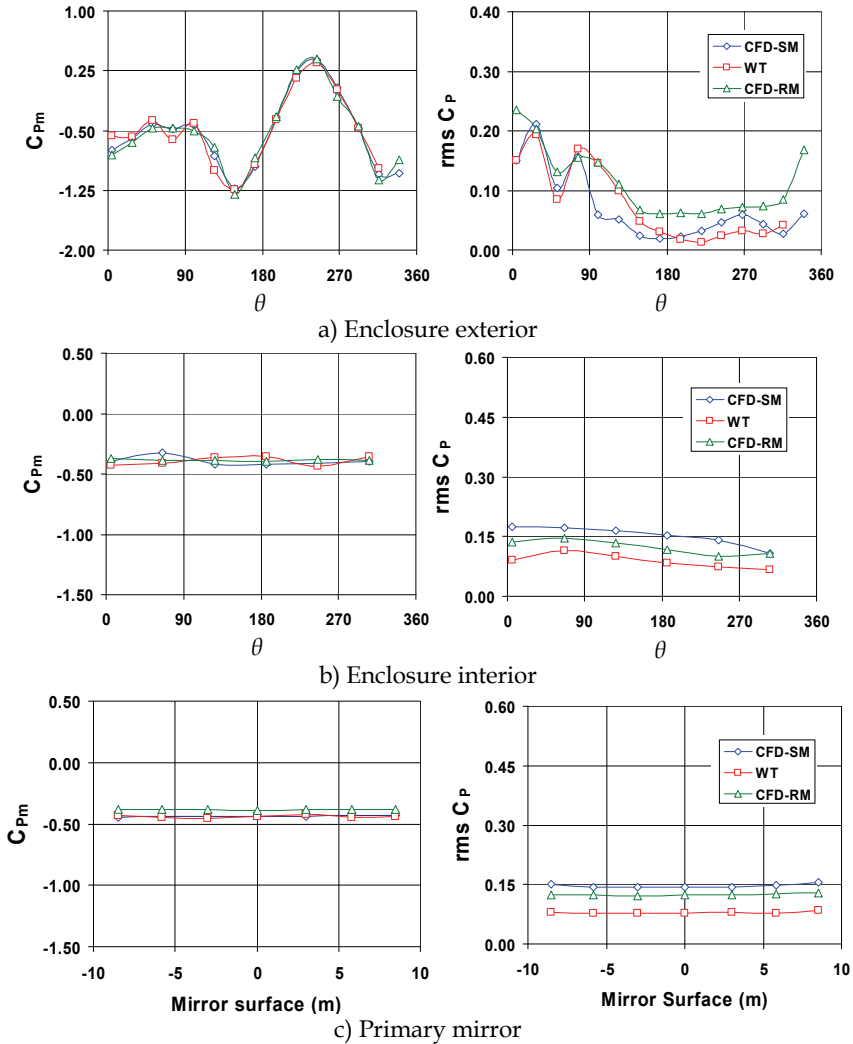 1.00
0.25
-0.50
-1.25
-2.00
CPm
0 90 180 270 360
θ
0.40
0.30
0.20
0.10
0.00
rms CP
0 90 180 270 360
θ
CFD-SM
WT
CFD-RM
a) Enclosure exterior
0.50
0.00
-0.50
-1.00
-1.50
CPm
0 90 180 270 360
θ
0.60
0.45
0.30
0.15
0.00
rms CP
0 90 180 270 360
θ
CFD-SM
WT
CFD-RM
b) Enclosure interior
0.50
0.00
-0.50
-1.00
-1.50
CPm
-10 -5 0 5 10
Mirror surface (m)
0.60
0.45
0.30
0.15
0.00
rms CP
-10 -5 0 5 10
Mirror Surface (m)
CFD-SM
WT
CFD-RM
c) Primary mirror